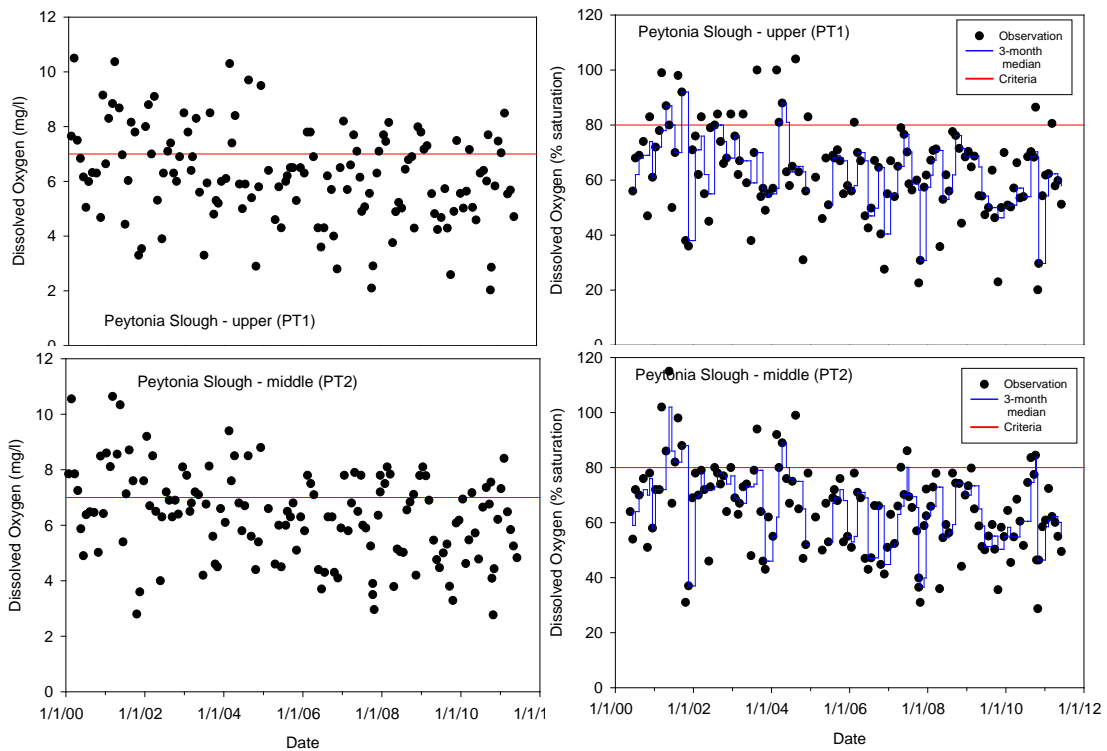 Dissolved Oxygen (mg/l)
12
10
8
6
4
2
Peytonia Slough - upper (PT1)
Dissolved Oxygen (% saturation)
120
100
80
60
40
20
Peytonia Slough - upper (PT1)
Observation
3-month
median
Criteria
Dissolved Oxygen (mg/l)
12
10
8
6
4
2
0
Peytonia Slough - middle (PT2)
1/1/00
1/1/02
1/1/04
1/1/06
1/1/08
1/1/10
1/1/1
Date
Dissolved Oxygen (% saturation)
120
100
80
60
40
20
0
Peytonia Slough - middle (PT2)
Observation
3-month
median
Criteria
1/1/00
1/1/02
1/1/04
1/1/06
1/1/08
1/1/10
1/1/12
Date